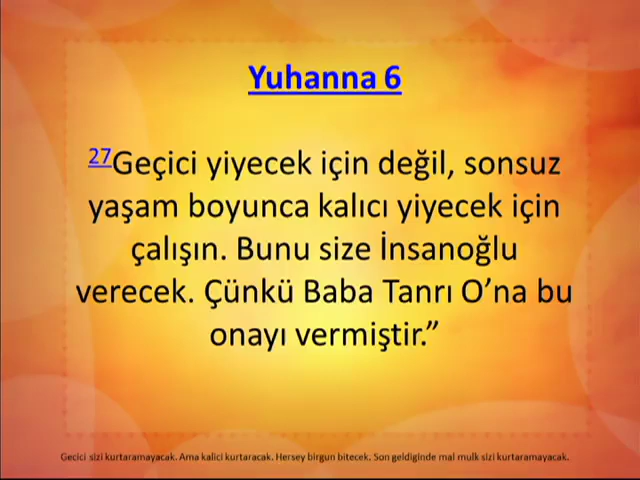 Yuhanna 6
27Geçici yiyecek için değil, sonsuz
yaşam boyunca kalıcı yiyecek için
çalışın. Bunu size İnsanoğlu
verecek. Çünkü Baba Tanrı O’na bu
onayı vermiştir.”
Gecici sizi kurtaramayacak. Ama kalici kurtaracak. Hersey birgun bitecek. Son geldiginde mal mulk sizi kurtaramayacak.